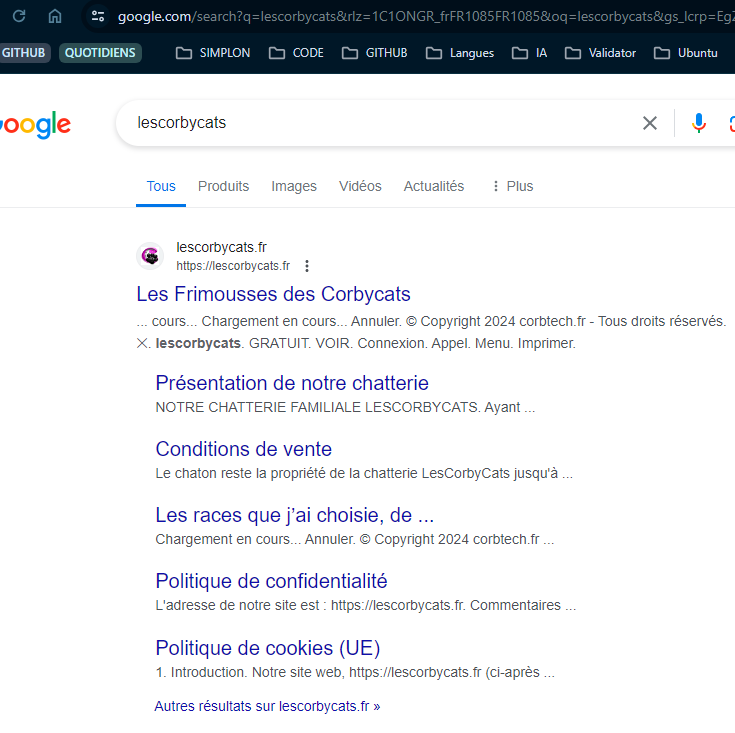 google.com/search?q=lescorbycats&rlz=1C1ONGR_frFR1085FR1085&oq=lescorbycats&gs_lcrp=Eg
GITHUB QUOTIDIENS SIMPLON CODE GITHUB Langues IA Validator Ubuntu
Google
lescorbycats
Tous Produits Images Vidéos Actualités Plus
lescorbycats.fr
https://lescorbycats.fr
Les Frimousses des Corbycats
... cours... Chargement en cours... Annuler. © Copyright 2024 corbtech.fr - Tous droits réservés.
╳. lescorbycats. GRATUIT. VOIR. Connexion. Appel. Menu. Imprimer.
Présentation de notre chatterie
NOTRE CHATTERIE FAMILIALE LESCORBYCATS. Ayant ...
Conditions de vente
Le chaton reste la propriété de la chatterie LesCorbyCats jusqu'à ...
Les races que j’ai choisie, de ...
Chargement en cours... Annuler. © Copyright 2024 corbtech.fr ...
Politique de confidentialité
L'adresse de notre site est : https://lescorbycats.fr. Commentaires ...
Politique de cookies (UE)
1. Introduction. Notre site web, https://lescorbycats.fr (ci-après ...
Autres résultats sur lescorbycats.fr »